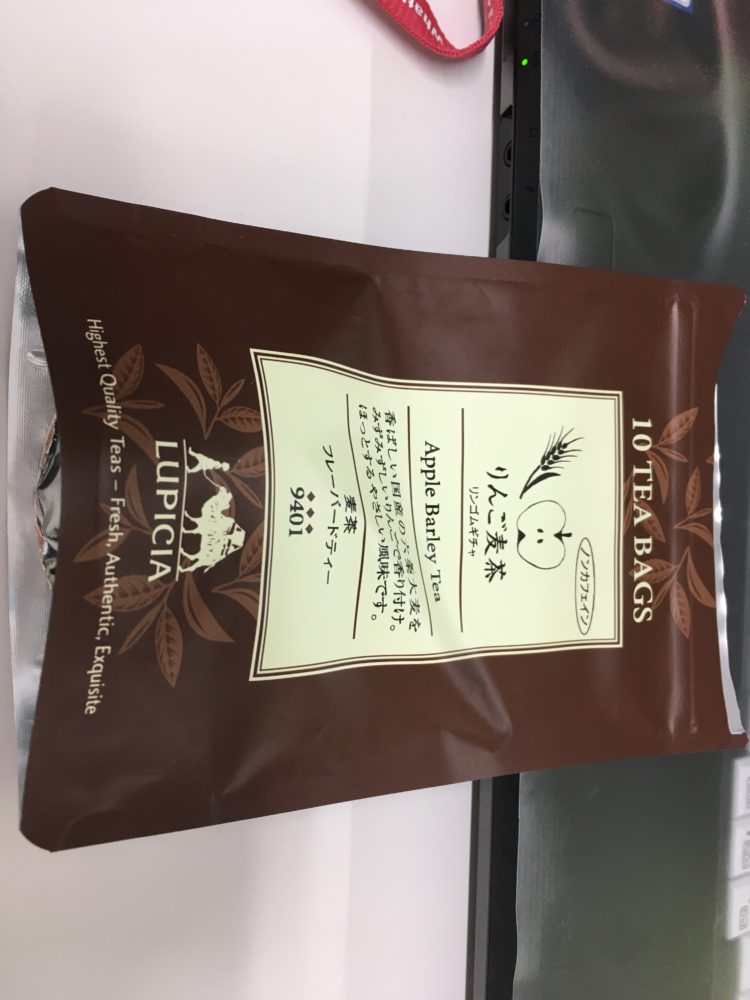 10 TEA BAGS
ノンカフェイン
りんご麦茶
リンゴムギチャ
Apple Barley Tea
香ばしい国産の六条大麦を
みずみずしいりんごで香り付け。
ほっとする やさしい風味です。
麦茶
フレーバードティー
9401
LUPICIA
Highest Quality Teas – Fresh, Authentic, Exquisite